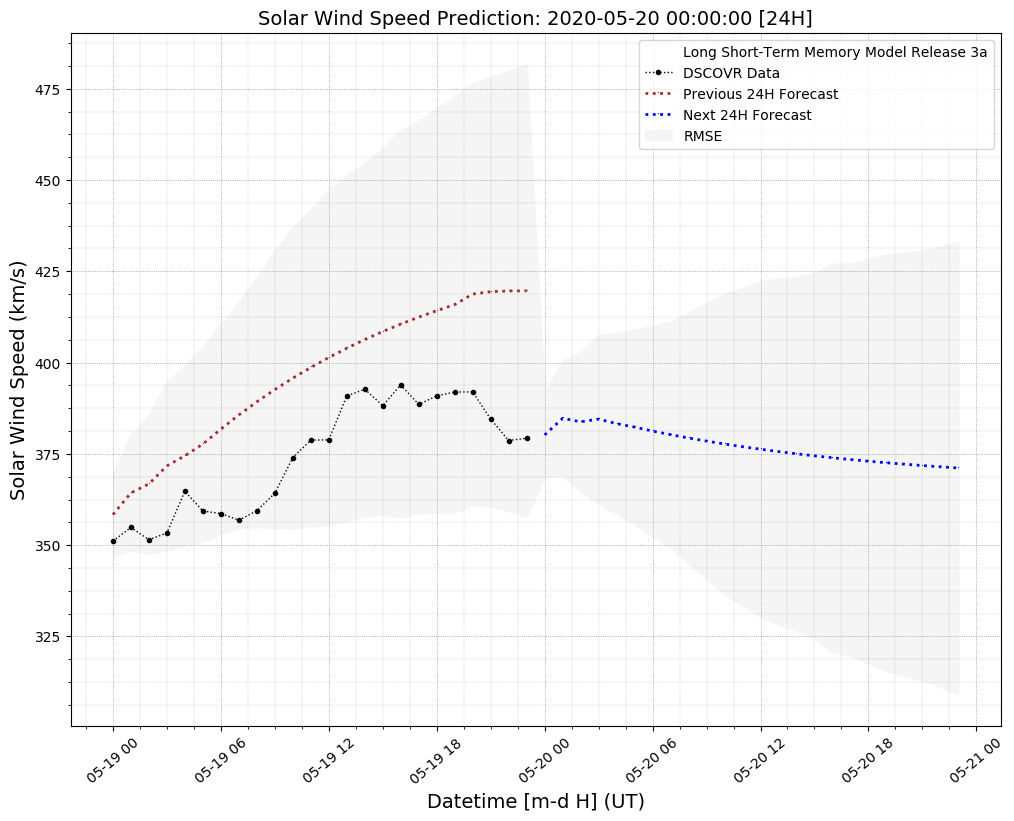 Solar Wind Speed Prediction: 2020-05-20 00:00:00 [24H]
Long Short-Term Memory Model Release 3a
DSCOVR Data
Previous 24H Forecast
Next 24H Forecast
RMSE
Solar Wind Speed (km/s)
475
450
425
400
375
350
325
05-19 00
05-19 06
05-19 12
05-19 18
05-20 00
05-20 06
05-20 12
05-20 18
05-21 00
Datetime [m-d H] (UT)